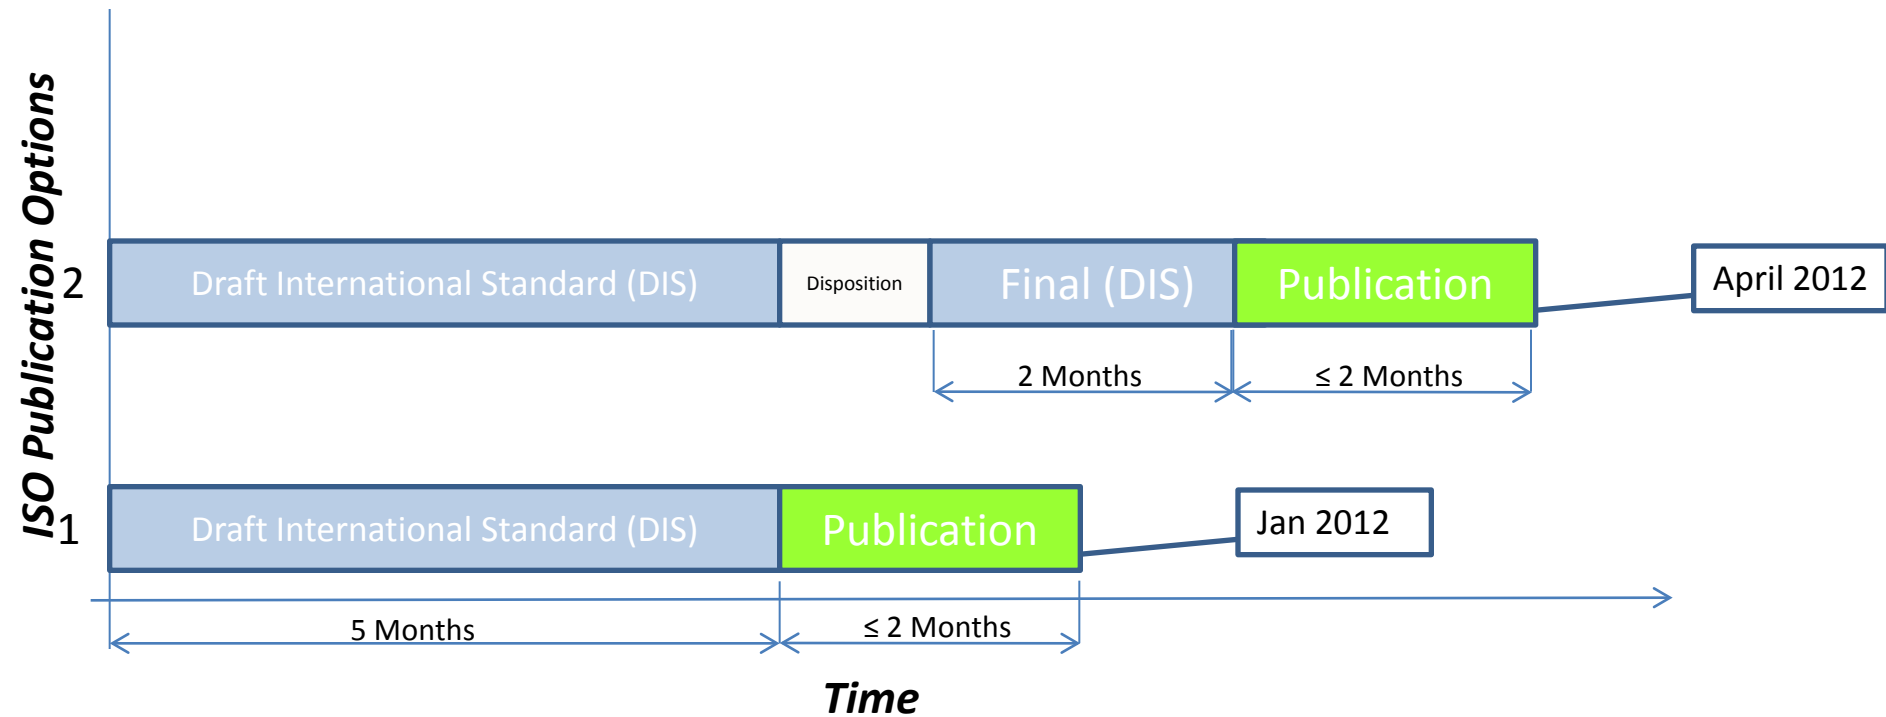 ISO Publication Options
2
Draft International Standard (DIS)
Disposition
Final (DIS)
Publication
April 2012
2 Months
≤ 2 Months
1
Draft International Standard (DIS)
Publication
Jan 2012
5 Months
≤ 2 Months
Time